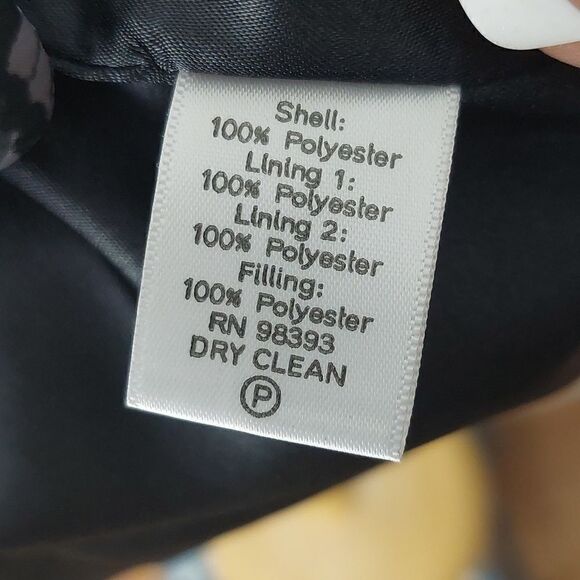 Shell:
100% Polyester
Lining 1:
100% Polyester
Lining 2:
100% Polyester
Filling:
100% Polyester
RN 98393
DRY CLEAN
P